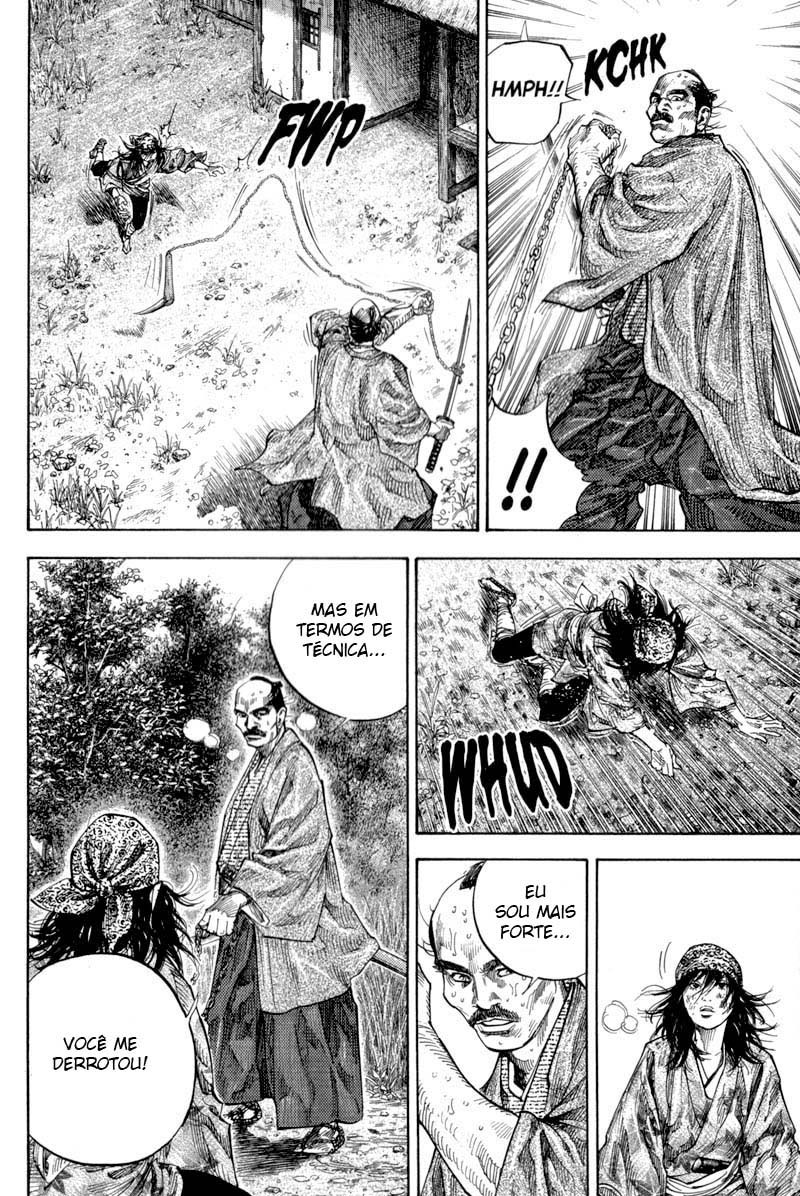 HMPH!!
KCHK
!!
FWP
WHUD
EU
SOU MAIS
FORTE...
MAS EM
TERMOS DE
TÉCNICA...
VOCÊ ME
DERROTOU!